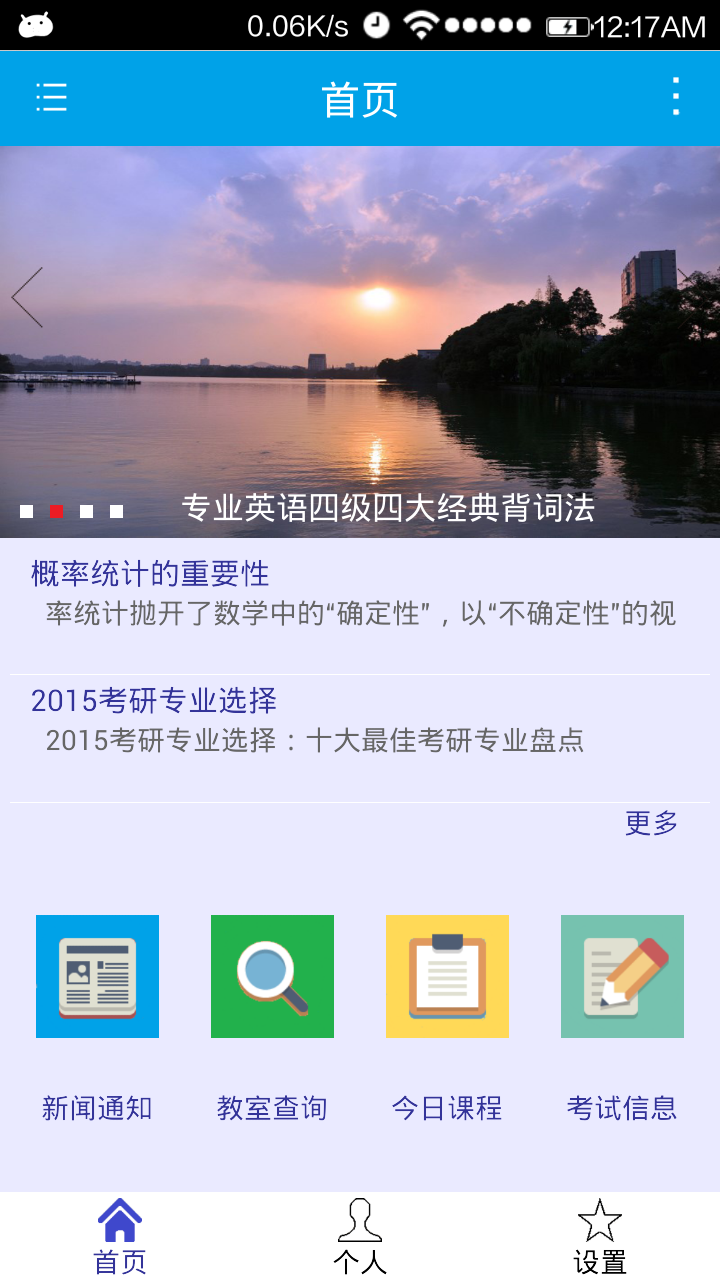 0.06K/s 12:17AM
首页
专业英语四级四大经典背词法
概率统计的重要性
率统计抛开了数学中的“确定性”，以“不确定性”的视
2015考研专业选择
2015考研专业选择：十大最佳考研专业盘点
更多
新闻通知 教室查询 今日课程 考试信息
首页 个人 设置